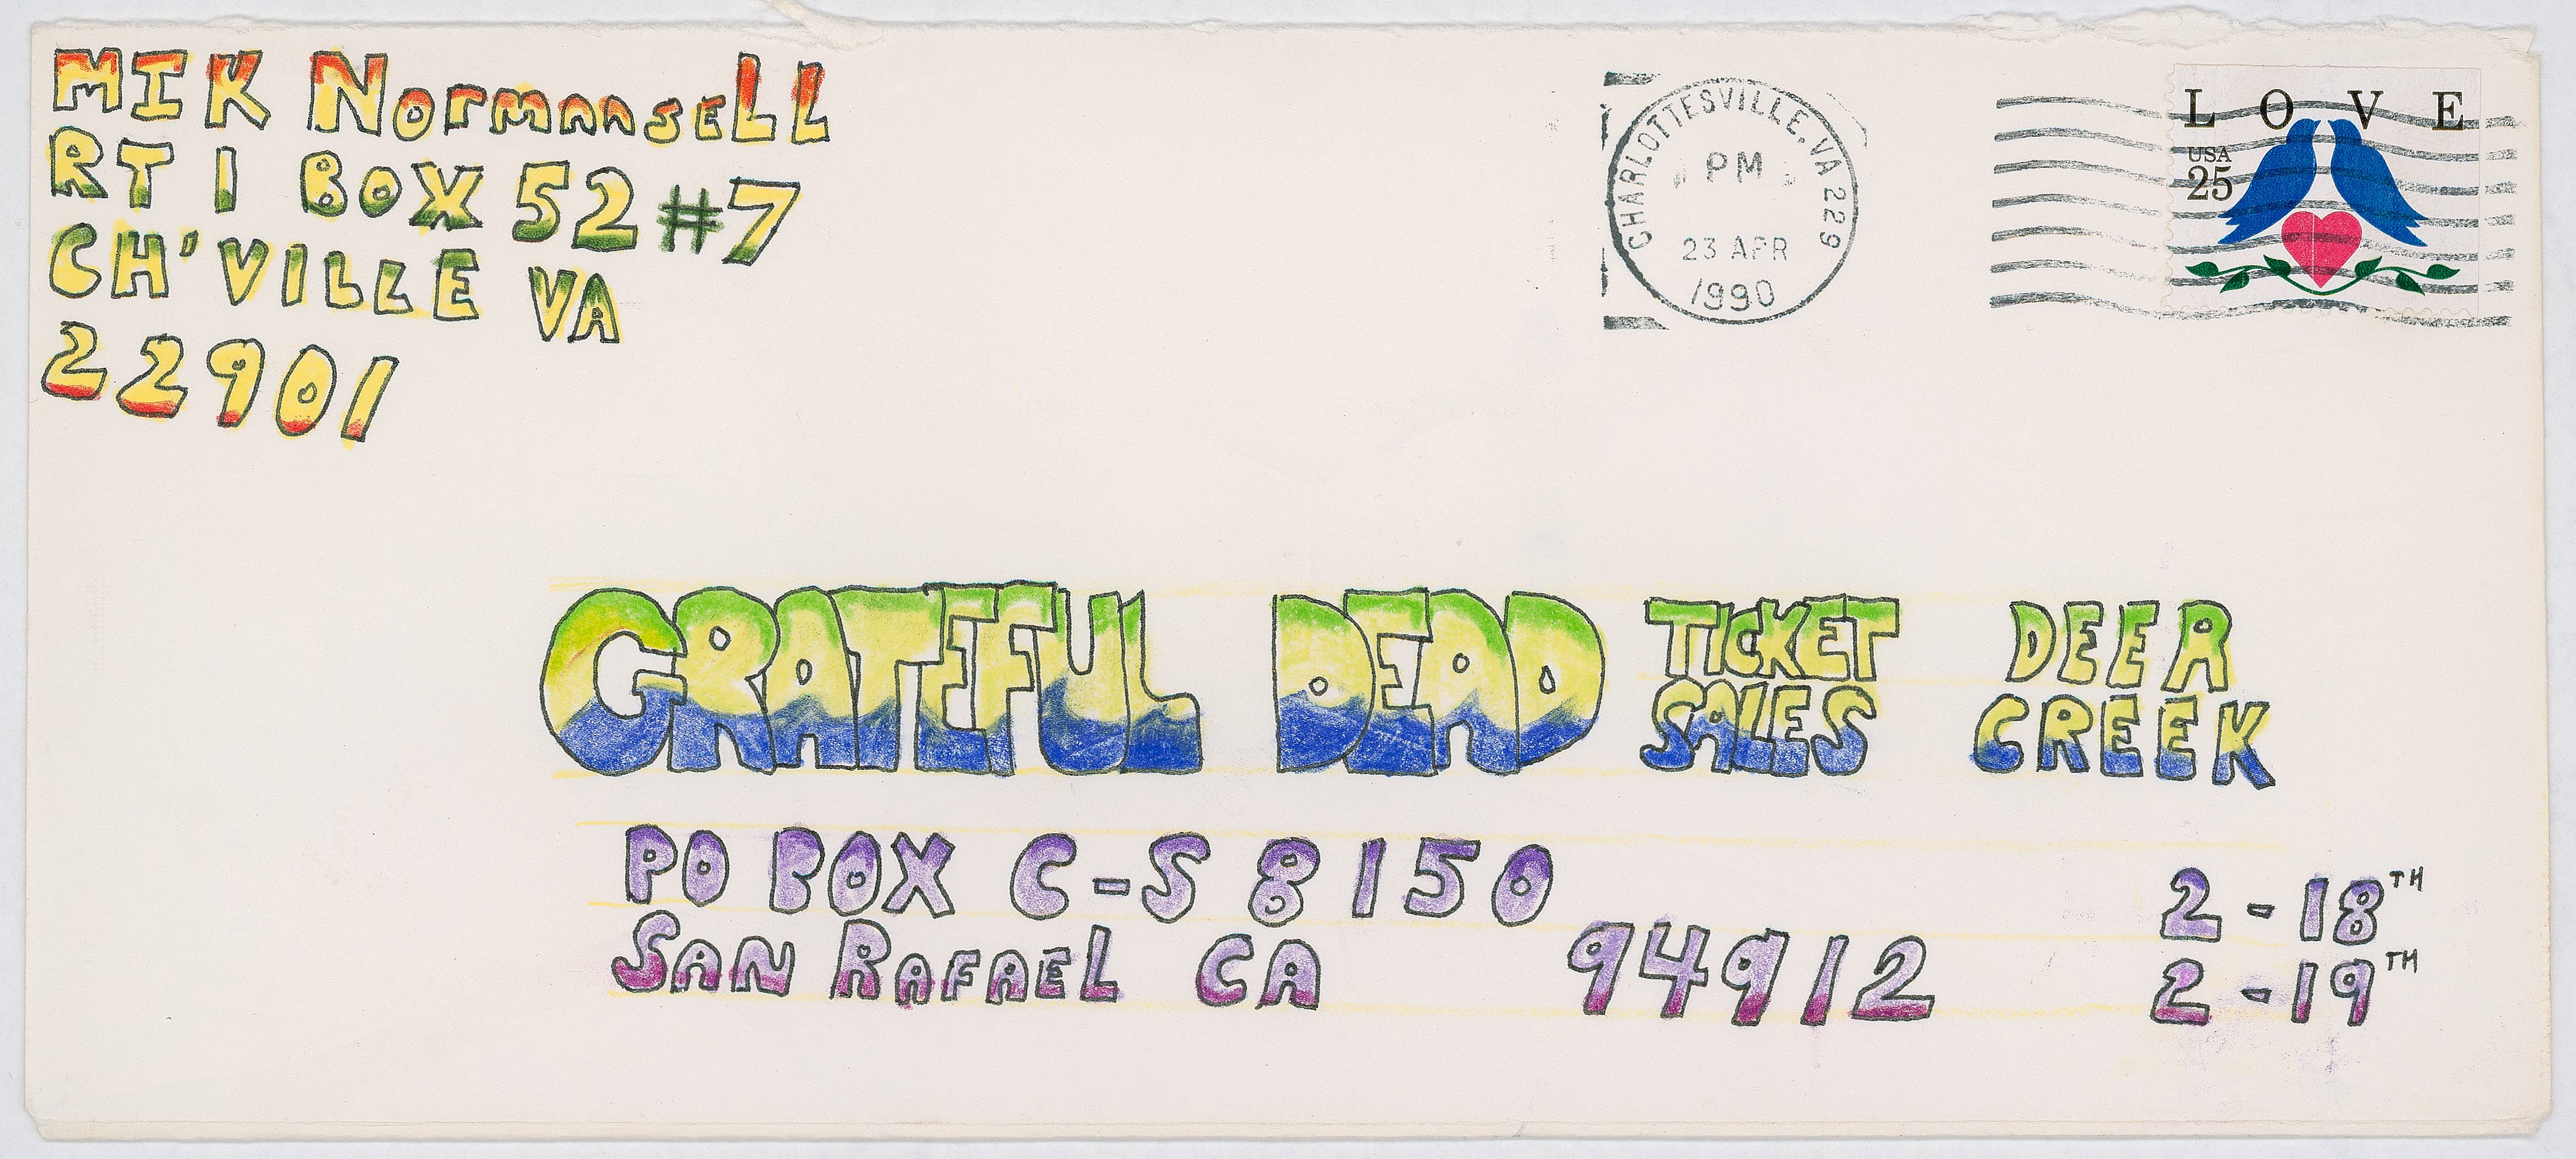 MIK NormansELL
RT 1 BOX 52 #7
CH'VILLE VA
22901
CHARLOTTESVILLE, VA 229
PM
23 APR
1990
LOVE
USA
25
GRATEFUL DEAD TICKET SALES
DEER CREEK
PO BOX C-S 8150
SAN RAFAEL CA 94912
2-18TH
2-19TH